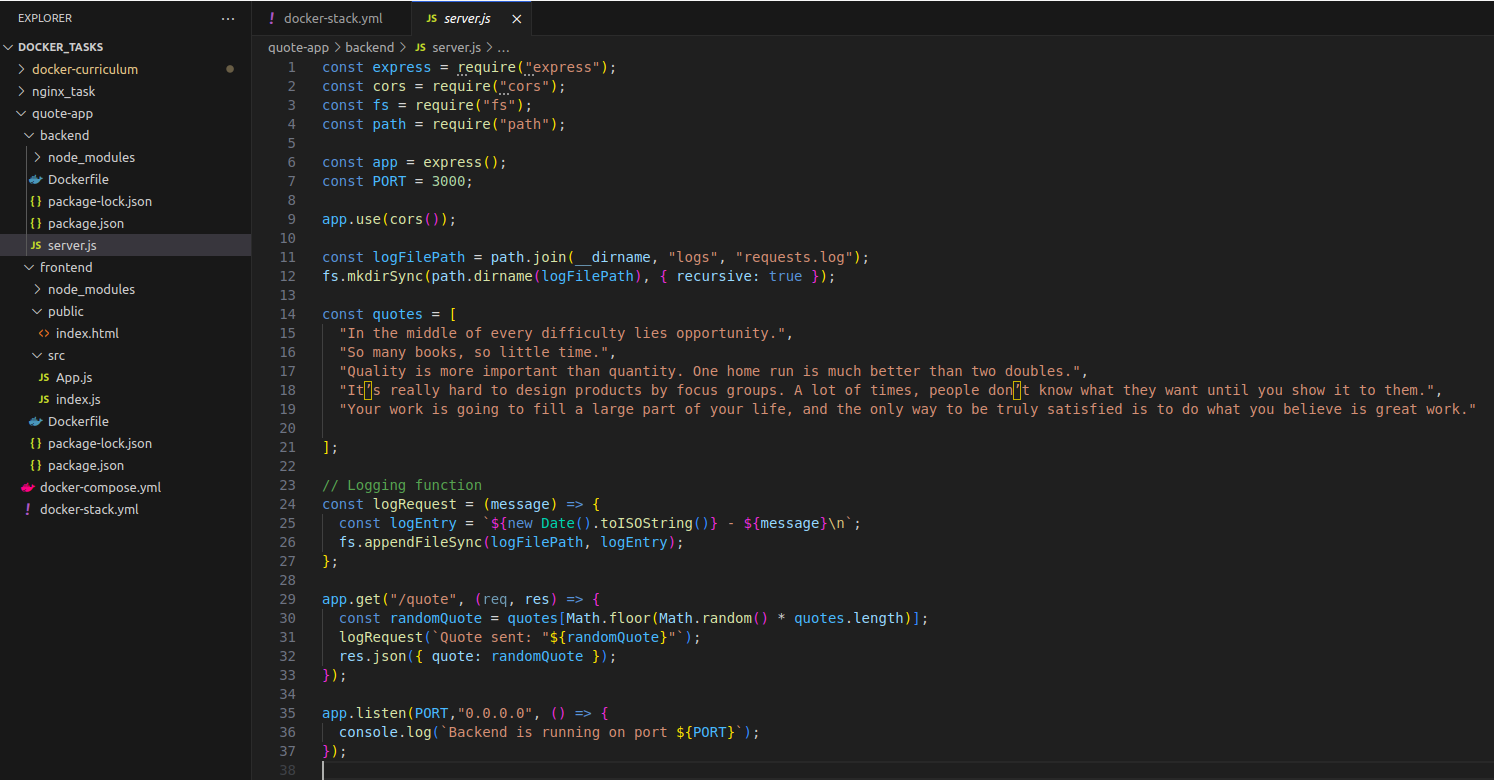 EXPLORER
DOCKER_TASKS
docker-curriculum
nginx_task
quote-app
backend
node_modules
Dockerfile
package-lock.json
package.json
JS server.js
frontend
node_modules
public
index.html
src
JS App.js
JS index.js
Dockerfile
package-lock.json
package.json
docker-compose.yml
! docker-stack.yml
! docker-stack.yml
JS server.js
quote-app > backend > JS server.js > ...
1 const express = require("express");
2 const cors = require("cors");
3 const fs = require("fs");
4 const path = require("path");
5
6 const app = express();
7 const PORT = 3000;
8
9 app.use(cors());
10
11 const logFilePath = path.join(__dirname, "logs", "requests.log");
12 fs.mkdirSync(path.dirname(logFilePath), { recursive: true });
13
14 const quotes = [
15 "In the middle of every difficulty lies opportunity.",
16 "So many books, so little time.",
17 "Quality is more important than quantity. One home run is much better than two doubles.",
18 "It’s really hard to design products by focus groups. A lot of times, people don’t know what they want until you show it to them.",
19 "Your work is going to fill a large part of your life, and the only way to be truly satisfied is to do what you believe is great work."
20
21 ];
22
23 // Logging function
24 const logRequest = (message) => {
25 const logEntry = `${new Date().toISOString()} - ${message}\n`;
26 fs.appendFileSync(logFilePath, logEntry);
27 };
28
29 app.get("/quote", (req, res) => {
30 const randomQuote = quotes[Math.floor(Math.random() * quotes.length)];
31 logRequest(`Quote sent: "${randomQuote}"`);
32 res.json({ quote: randomQuote });
33 });
34
35 app.listen(PORT,"0.0.0.0", () => {
36 console.log(`Backend is running on port ${PORT}`);
37 });
38